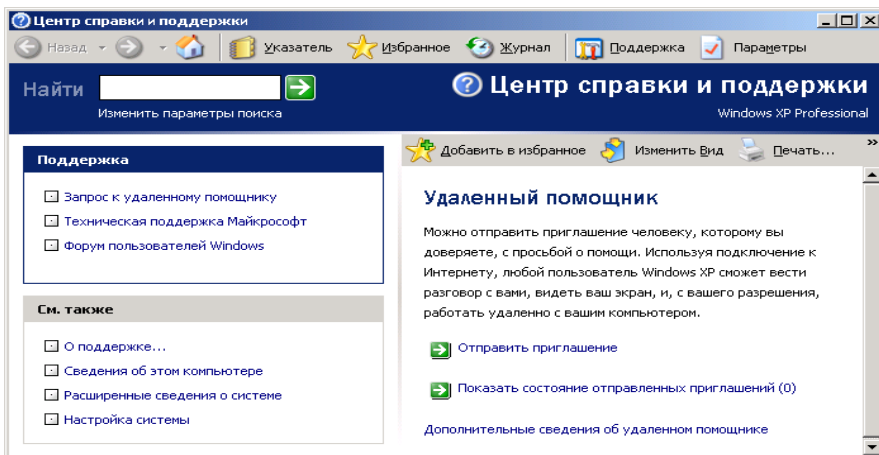 Центр справки и поддержки
Назад
Указатель
Избранное
Журнал
Поддержка
Параметры
Найти
Изменить параметры поиска
Центр справки и поддержки
Windows XP Professional
Поддержка
Запрос к удаленному помощнику
Техническая поддержка Майкрософт
Форум пользователей Windows
См. также
О поддержке...
Сведения об этом компьютере
Расширенные сведения о системе
Настройка системы
Добавить в избранное
Изменить Вид
Печать...
Удаленный помощник
Можно отправить приглашение человеку, которому вы
доверяете, с просьбой о помощи. Используя подключение к
Интернету, любой пользователь Windows XP сможет вести
разговор с вами, видеть ваш экран, и, с вашего разрешения,
работать удаленно с вашим компьютером.
Отправить приглашение
Показать состояние отправленных приглашений (0)
Дополнительные сведения об удаленном помощнике